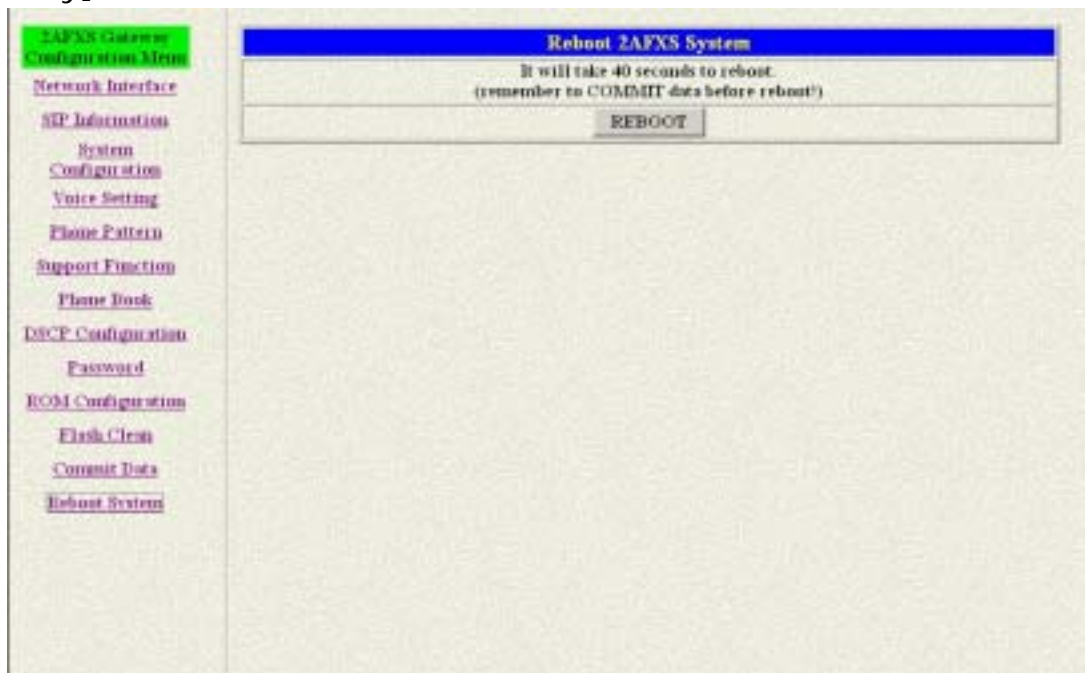 2AFXS Gateway
Configuration Menu
Network Interface
SIP Information
System
Configuration
Voice Setting
Phone Pattern
Support Function
Phone Book
DSCP Configuration
Password
ROM Configuration
Flash Clean
Commit Data
Reboot System
Reboot 2AFXS System
It will take 40 seconds to reboot.
(remember to COMMIT data before reboot!)
REBOOT